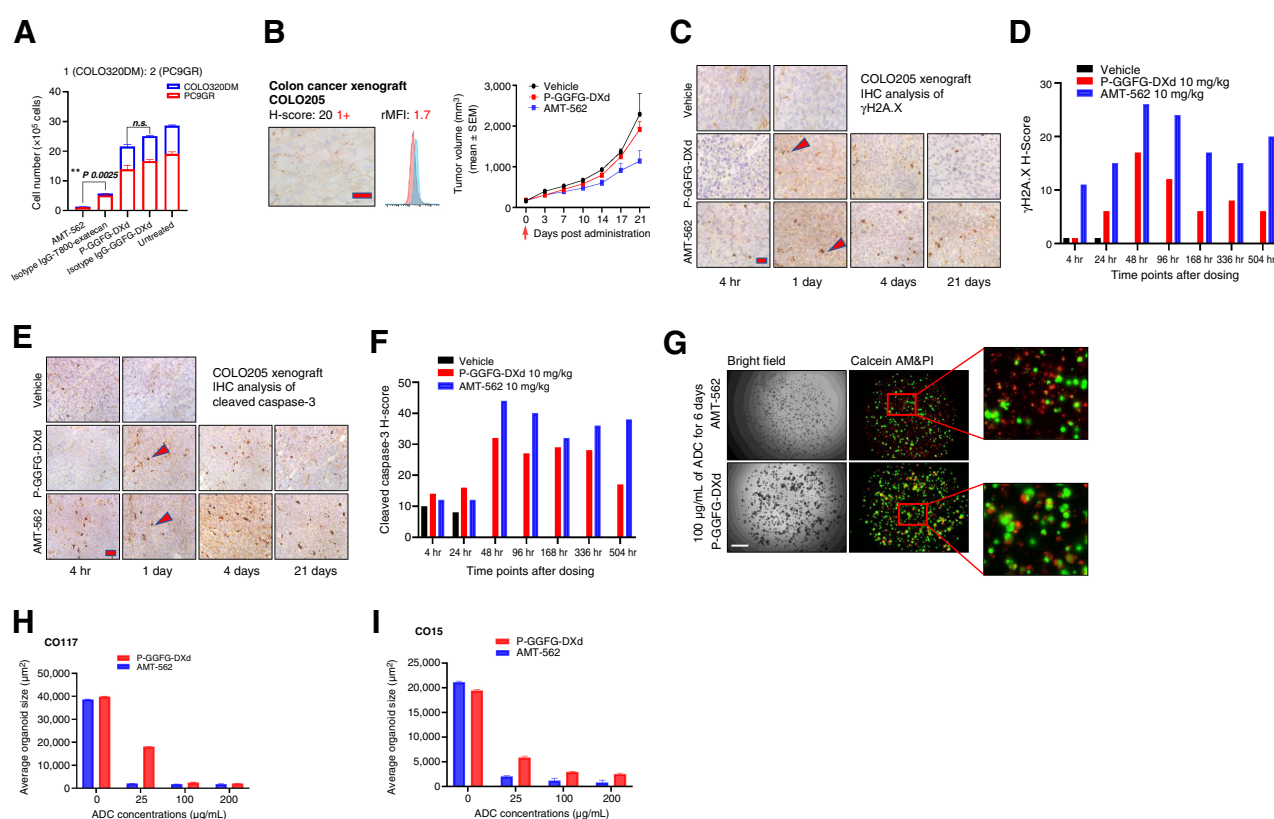 A
1 (COLO320DM): 2 (PC9GR)
COLO320DM
PC9GR
Cell number (×10⁵ cells)
40
30
20
10
0
n.s.
** P 0.0025
AMT-562
Isotype IgG-T800-exatecan
P-GGFG-DXd
Isotype IgG-GGFG-DXd
Untreated
B
Colon cancer xenograft
COLO205
H-score: 20 1+
rMFI: 1.7
Tumor volume (mm³)
(mean ± SEM)
3,000
2,000
1,000
0
Vehicle
P-GGFG-DXd
AMT-562
0 3 7 10 14 17 21
Days post administration
C
Vehicle
P-GGFG-DXd
AMT-562
COLO205 xenograft
IHC analysis of
γH2A.X
4 hr 1 day 4 days 21 days
D
Vehicle
P-GGFG-DXd 10 mg/kg
AMT-562 10 mg/kg
γH2A.X H-Score
30
20
10
0
4 hr 24 hr 48 hr 96 hr 168 hr 336 hr 504 hr
Time points after dosing
E
Vehicle
P-GGFG-DXd
AMT-562
COLO205 xenograft
IHC analysis of
cleaved caspase-3
4 hr 1 day 4 days 21 days
F
Vehicle
P-GGFG-DXd 10 mg/kg
AMT-562 10 mg/kg
Cleaved caspase-3 H-score
50
40
30
20
10
0
4 hr 24 hr 48 hr 96 hr 168 hr 336 hr 504 hr
Time points after dosing
G
Bright field
Calcein AM&PI
100 µg/mL of ADC for 6 days
AMT-562
P-GGFG-DXd
H
CO117
P-GGFG-DXd
AMT-562
Average organoid size (µm²)
50,000
40,000
30,000
20,000
10,000
0
0 25 100 200
ADC concentrations (µg/mL)
I
CO15
P-GGFG-DXd
AMT-562
Average organoid size (µm²)
25,000
20,000
15,000
10,000
5,000
0
0 25 100 200
ADC concentrations (µg/mL)